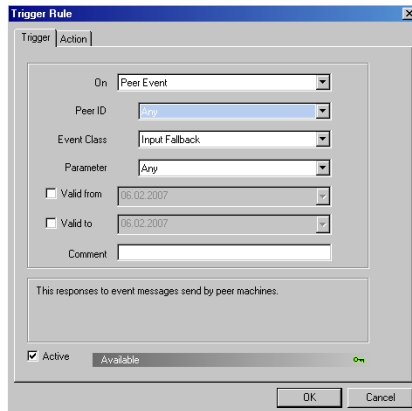 Trigger Rule
Trigger Action
On Peer Event
Peer ID Any
Event Class Input Fallback
Parameter Any
Valid from 06.02.2007
Valid to 06.02.2007
Comment
This responses to event messages send by peer machines.
Active Available
OK Cancel